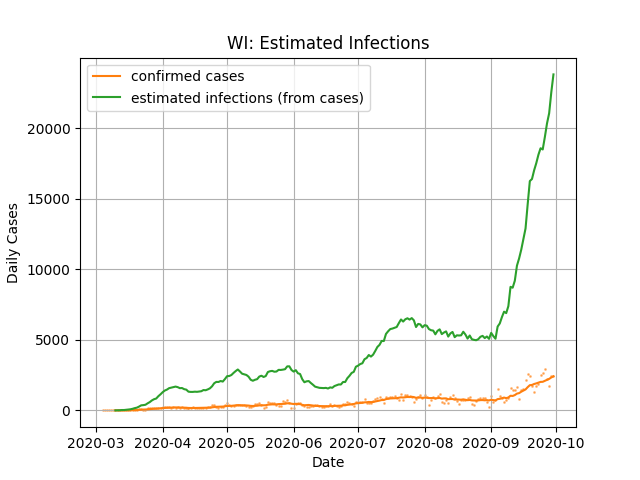 WI: Estimated Infections
confirmed cases
estimated infections (from cases)
Daily Cases
20000
15000
10000
5000
0
2020-03 2020-04 2020-05 2020-06 2020-07 2020-08 2020-09 2020-10
Date